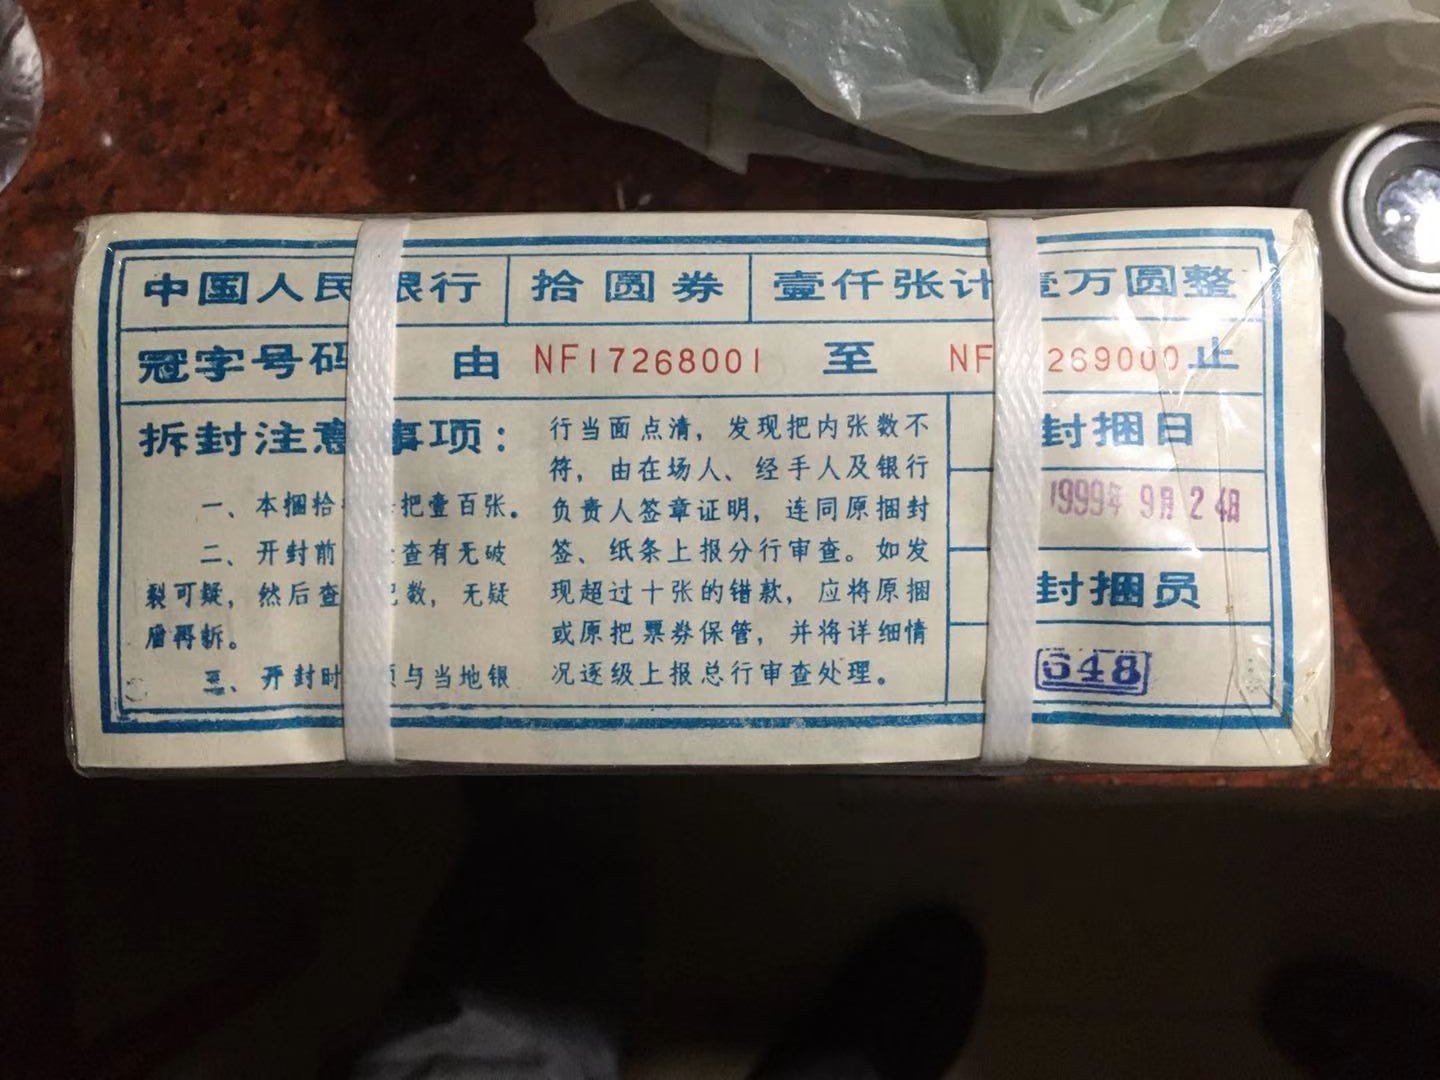 中国人民银行 拾圆券 壹仟张计壹万圆整
冠字号码 由 NF17268001 至 NF 269000 止
拆封注意事项：
一、本捆拾 把壹百张。
二、开封前 查有无破
裂可疑，然后查 把数，无疑
后再拆。
三、开封时 须与当地银
行当面点清，发现把内张数不
符，由在场人、经手人及银行
负责人签章证明，连同原捆封
签、纸条上报分行审查。如发
现超过十张的错款，应将原捆
或原把票券保管，并将详细情
况逐级上报总行审查处理。
封捆日
1999年 9月 24日
封捆员
648